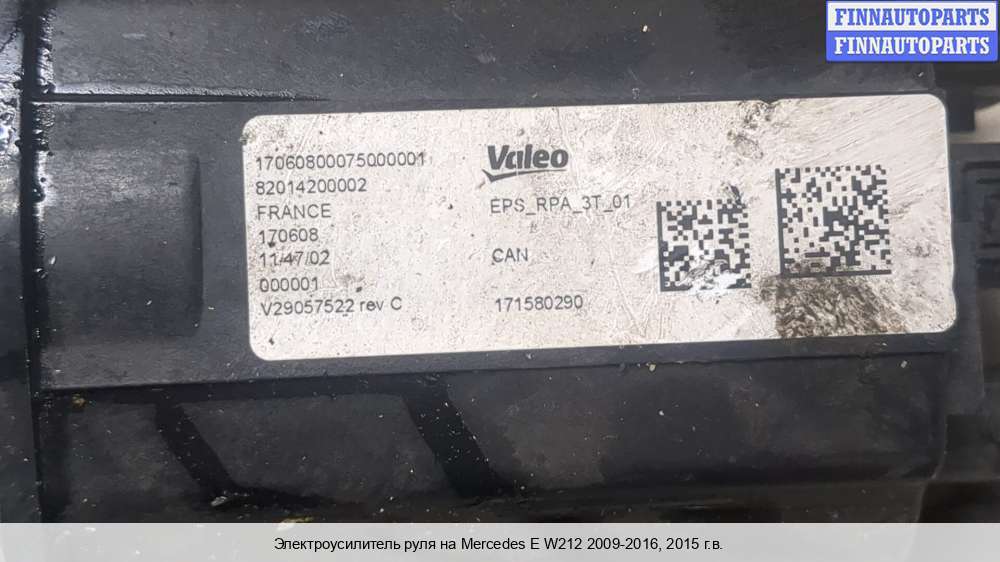 FINNAUTOPARTS
FINNAUTOPARTS
17060800075000001
82014200002
FRANCE
170608
11/47/02
000001
V29057522 rev C
Valeo
EPS_RPA_3T_01
CAN
171580290
Электроусилитель руля на Mercedes E W212 2009-2016, 2015 г.в.